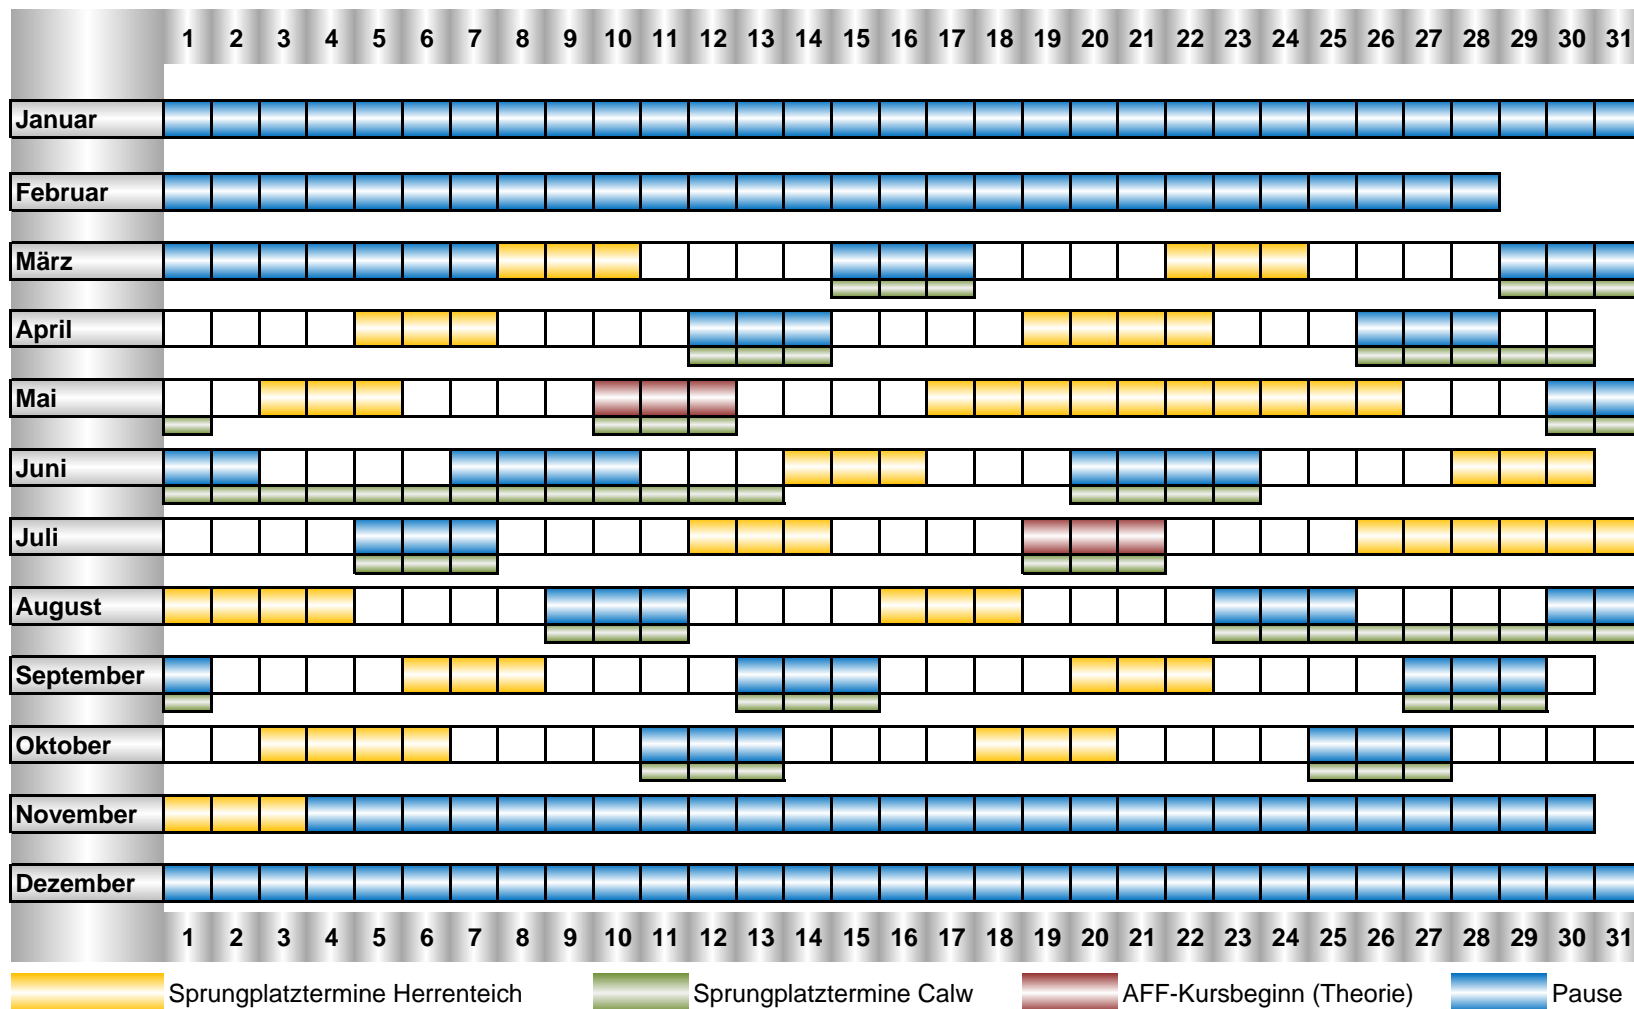 1 2 3 4 5 6 7 8 9 10 11 12 13 14 15 16 17 18 19 20 21 22 23 24 25 26 27 28 29 30 31
Januar
Februar
März
April
Mai
Juni
Juli
August
September
Oktober
November
Dezember
1 2 3 4 5 6 7 8 9 10 11 12 13 14 15 16 17 18 19 20 21 22 23 24 25 26 27 28 29 30 31
Sprungplatztermine Herrenteich Sprungplatztermine Calw AFF-Kursbeginn (Theorie) Pause